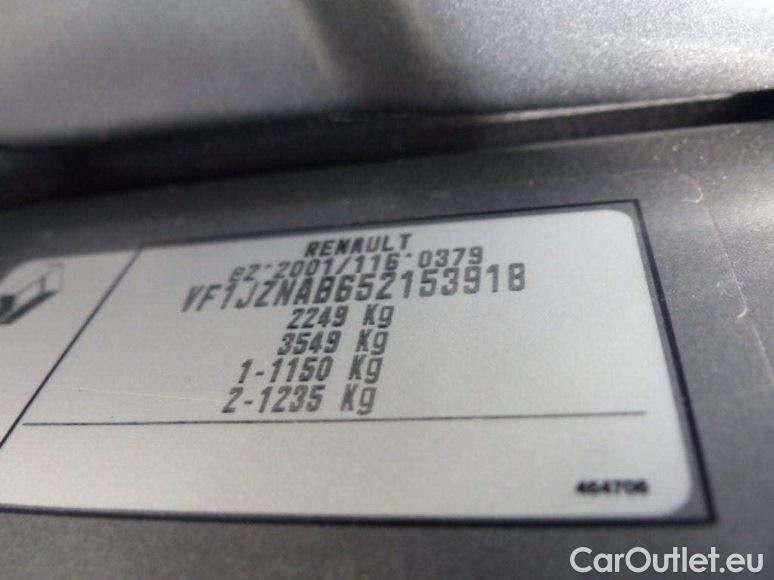 RENAULT
e2*2001/116*0379
VF1JZNAB652153918
2249 Kg
3549 Kg
1-1150 Kg
2-1235 Kg
464706
CarOutlet.eu